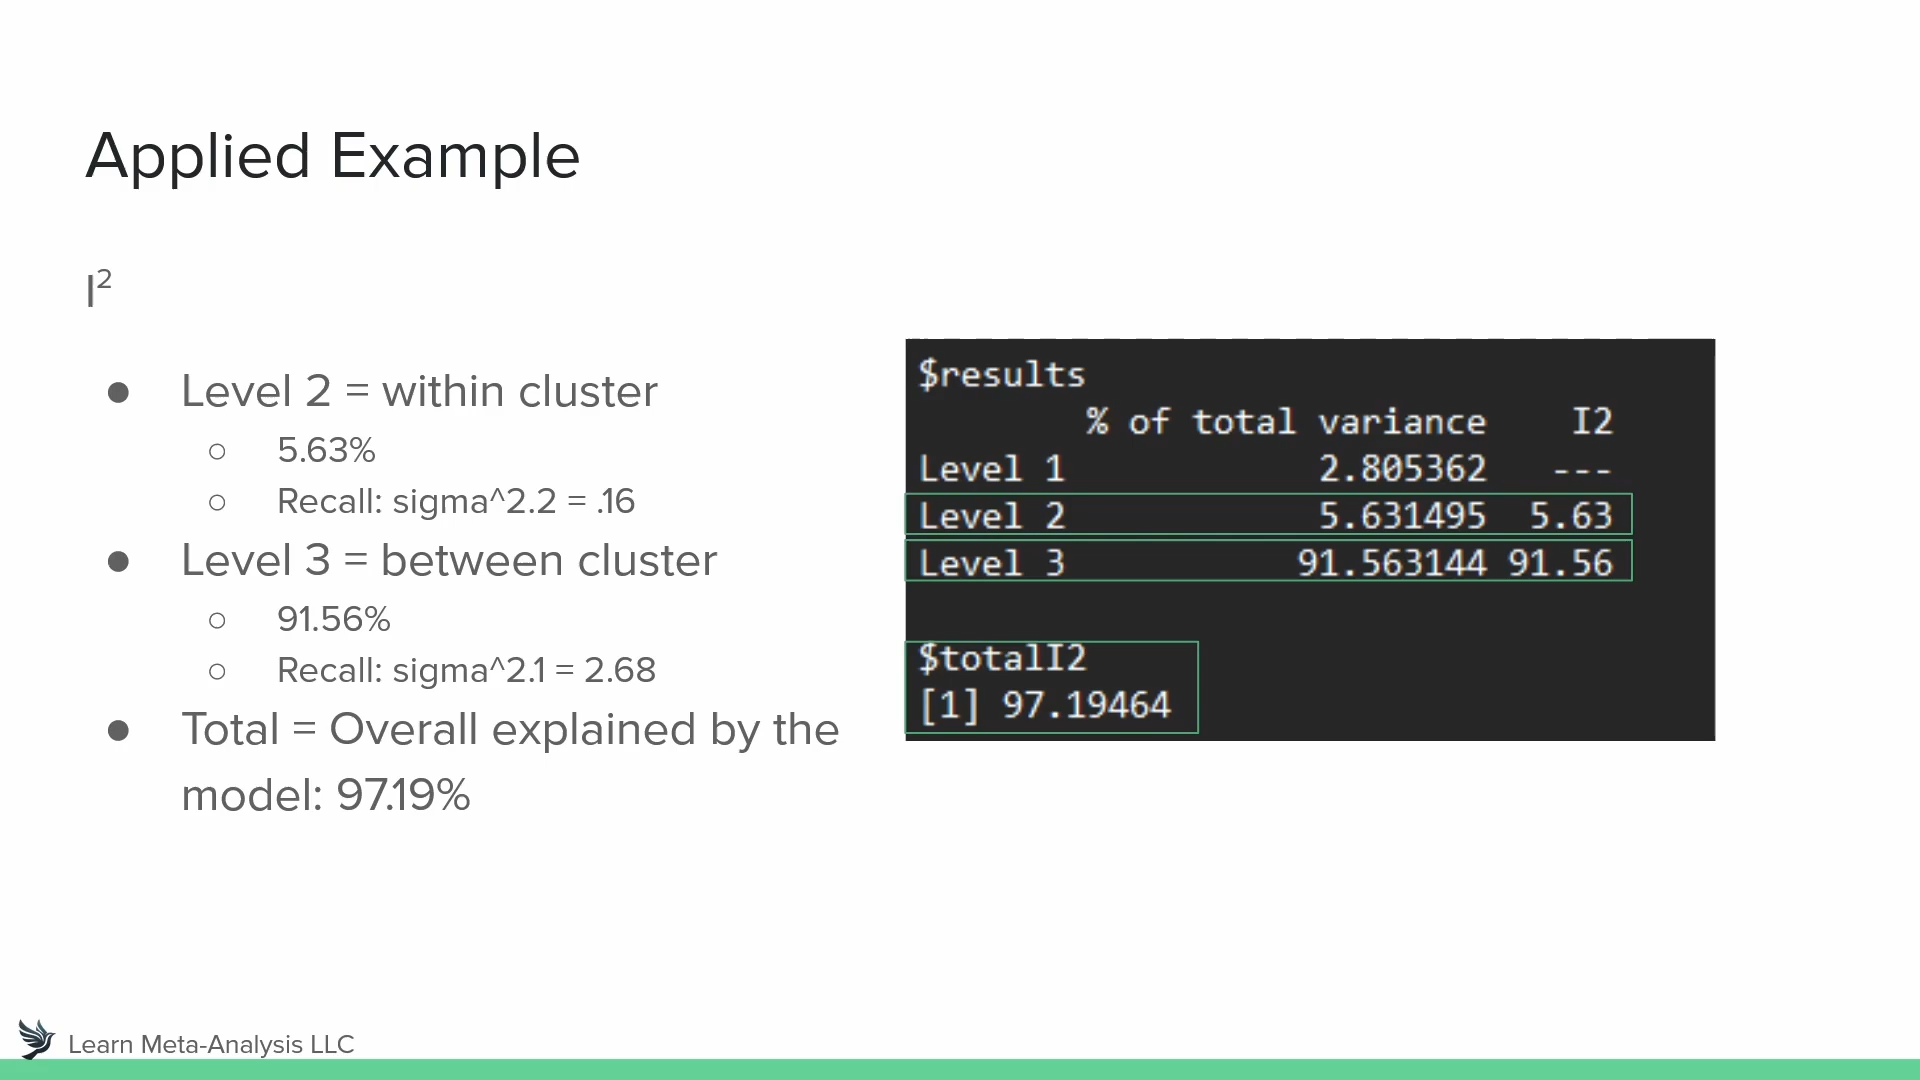 Applied Example
I²
● Level 2 = within cluster
○ 5.63%
○ Recall: sigma^2.2 = .16
● Level 3 = between cluster
○ 91.56%
○ Recall: sigma^2.1 = 2.68
● Total = Overall explained by the
model: 97.19%
$results
% of total variance I2
Level 1 2.805362 ---
Level 2 5.631495 5.63
Level 3 91.563144 91.56
$totalI2
[1] 97.19464
Learn Meta-Analysis LLC